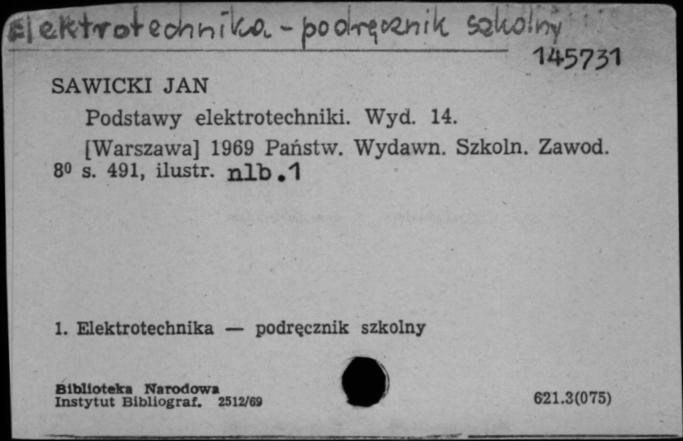 Elektrotechnika - podręcznik szkolny
145731
SAWICKI JAN
Podstawy elektrotechniki. Wyd. 14.
[Warszawa] 1969 Państw. Wydawn. Szkoln. Zawod.
8⁰ s. 491, ilustr. nlb.1
1. Elektrotechnika — podręcznik szkolny
Biblioteka Narodowa
Instytut Bibliograf. 2512/69
621.3(075)